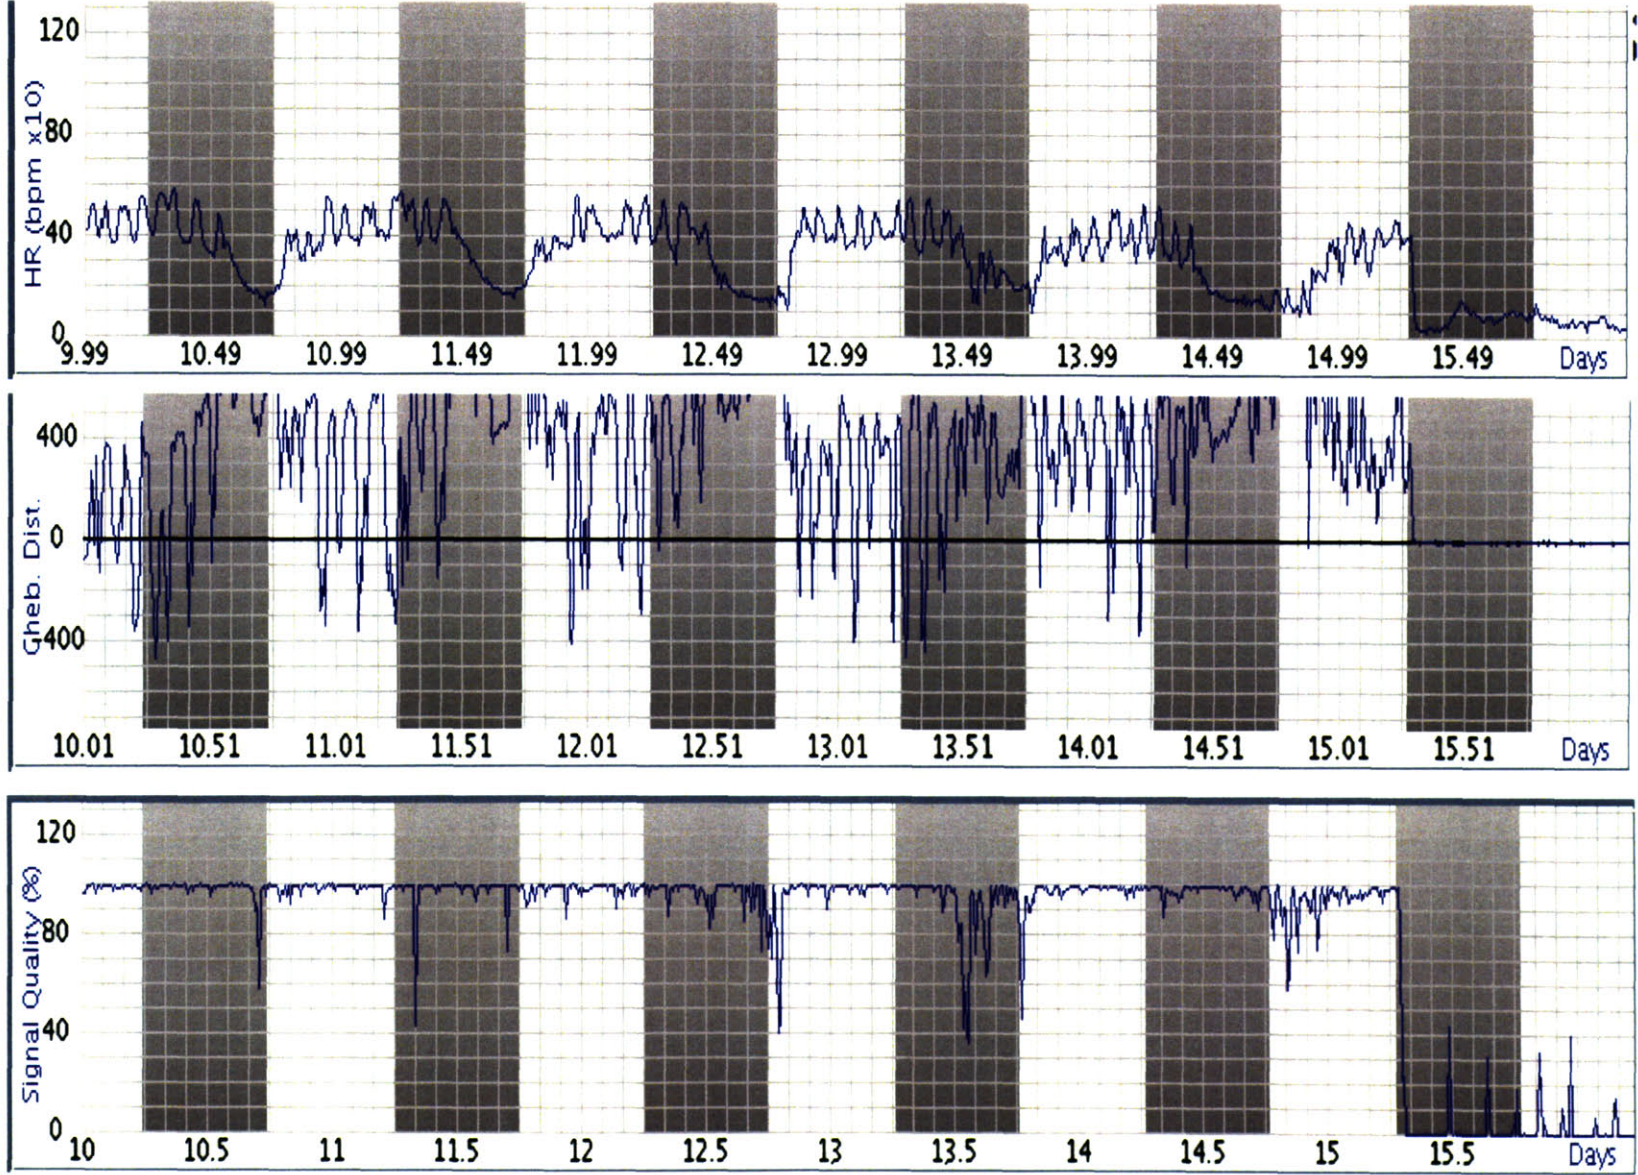 HR (bpm x10)
120
80
40
0
9.99 10.49 10.99 11.49 11.99 12.49 12.99 13.49 13.99 14.49 14.99 15.49 Days
Cheb. Dist.
400
0
-400
10.01 10.51 11.01 11.51 12.01 12.51 13.01 13.51 14.01 14.51 15.01 15.51 Days
Signal Quality (%)
120
80
40
0
10 10.5 11 11.5 12 12.5 13 13.5 14 14.5 15 15.5 Days